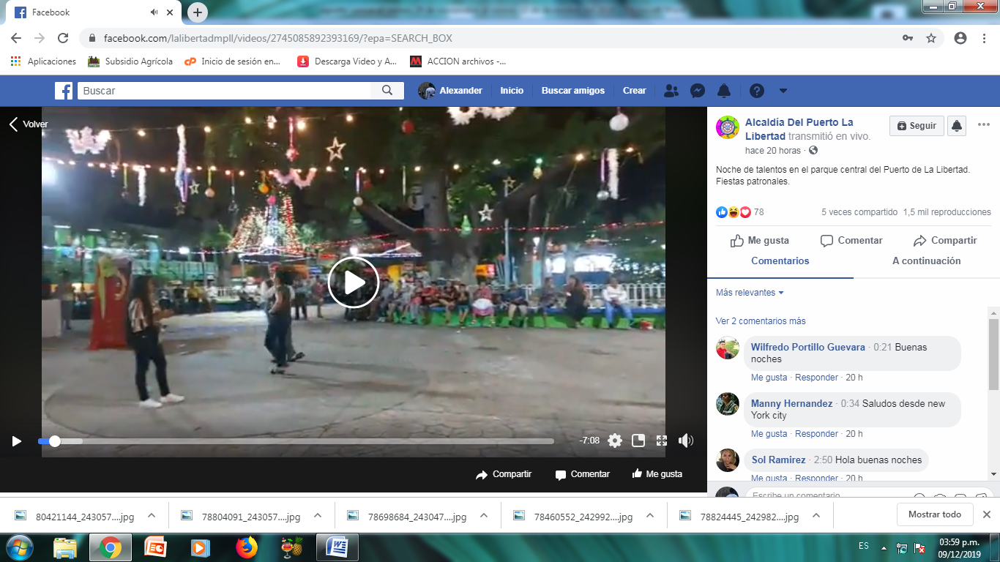 Facebook
facebook.com/lalibertadmpll/videos/2745085892393169/?epa=SEARCH_BOX
Aplicaciones Subsidio Agrícola Inicio de sesión en... Descarga Video y A... ACCION archivos -...
Buscar Alexander Inicio Buscar amigos Crear
Volver
Alcaldía Del Puerto La
Libertad transmitió en vivo.
hace 20 horas ·
Seguir
Noche de talentos en el parque central del Puerto de La Libertad.
Fiestas patronales.
78 5 veces compartido 1,5 mil reproducciones
Me gusta Comentar Compartir
Comentarios A continuación
Más relevantes
Ver 2 comentarios más
Wilfredo Portillo Guevara · 0:21 Buenas
noches
Me gusta · Responder · 20 h
Manny Hernandez · 0:34 Saludos desde new
York city
Me gusta · Responder · 20 h
Sol Ramirez · 2:50 Hola buenas noches
Me gusta · Responder · 20 h
Escribe un comentario
-7:08
Compartir Comentar Me gusta
80421144_243057....jpg 78804091_243057....jpg 78698684_243047....jpg 78460552_242992....jpg 78824445_242982....jpg Mostrar todo
ES 03:59 p.m.
09/12/2019